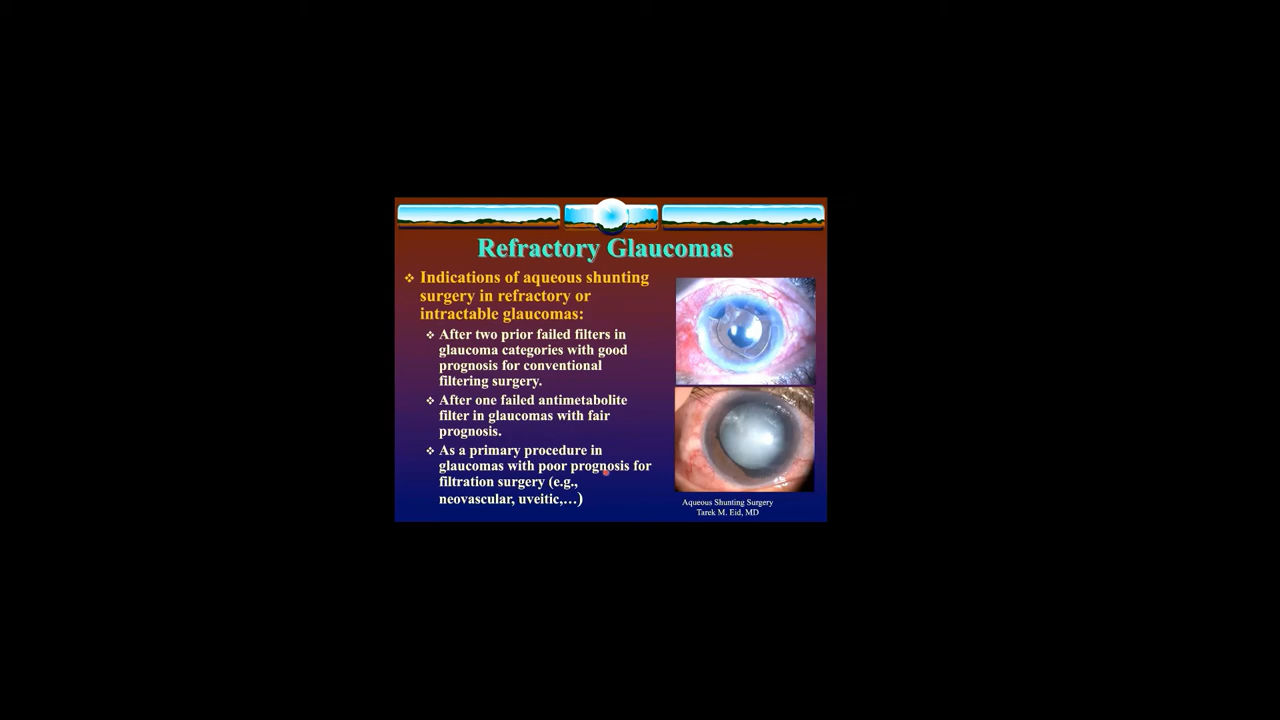 Refractory Glaucomas
Indications of aqueous shunting
surgery in refractory or
intractable glaucomas:
After two prior failed filters in
glaucoma categories with good
prognosis for conventional
filtering surgery.
After one failed antimetabolite
filter in glaucomas with fair
prognosis.
As a primary procedure in
glaucomas with poor prognosis for
filtration surgery (e.g.,
neovascular, uveitic,…)
Aqueous Shunting Surgery
Tarek M. Eid, MD